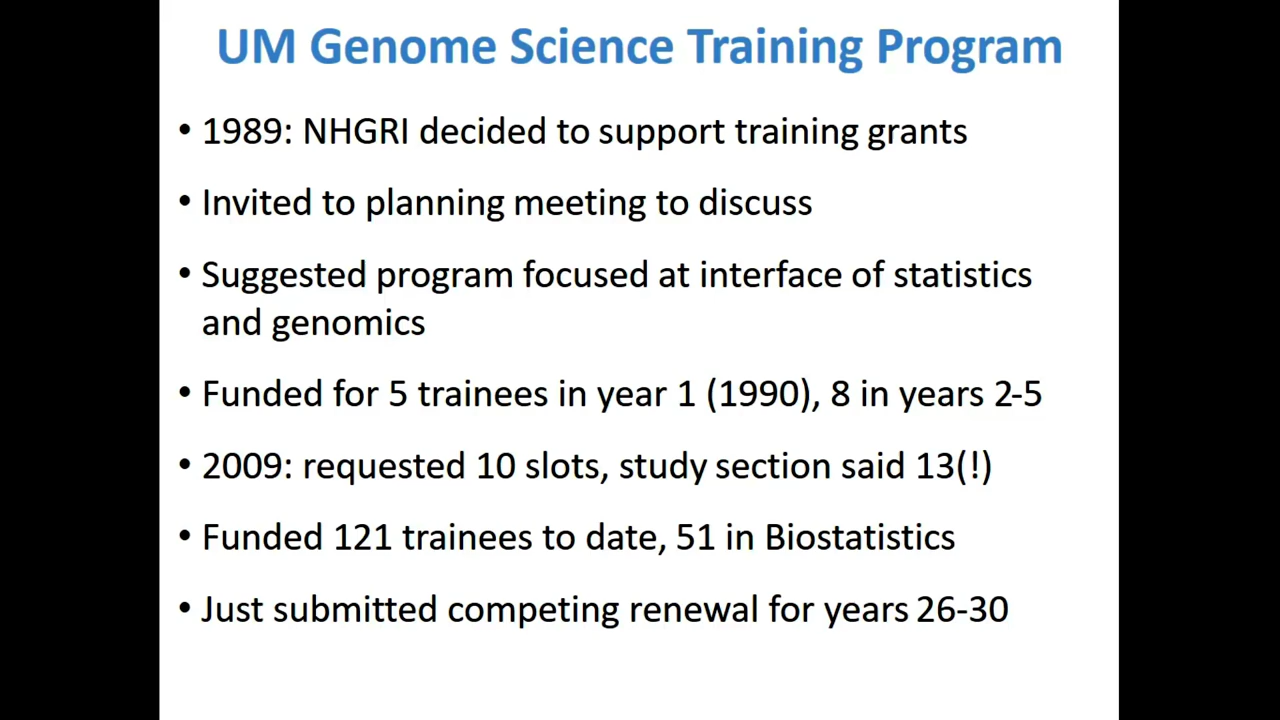 UM Genome Science Training Program
• 1989: NHGRI decided to support training grants
• Invited to planning meeting to discuss
• Suggested program focused at interface of statistics
and genomics
• Funded for 5 trainees in year 1 (1990), 8 in years 2-5
• 2009: requested 10 slots, study section said 13(!)
• Funded 121 trainees to date, 51 in Biostatistics
• Just submitted competing renewal for years 26-30